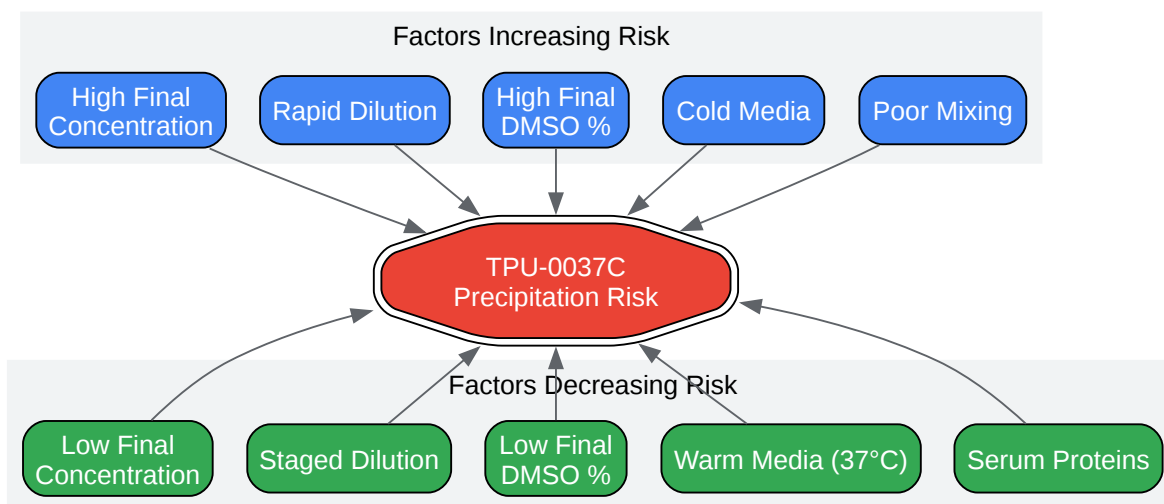 Factors Increasing Risk
High Final
Concentration
Rapid Dilution
High Final
DMSO %
Cold Media
Poor Mixing
TPU-0037C
Precipitation Risk
Factors Decreasing Risk
Low Final
Concentration
Staged Dilution
Low Final
DMSO %
Warm Media (37°C)
Serum Proteins